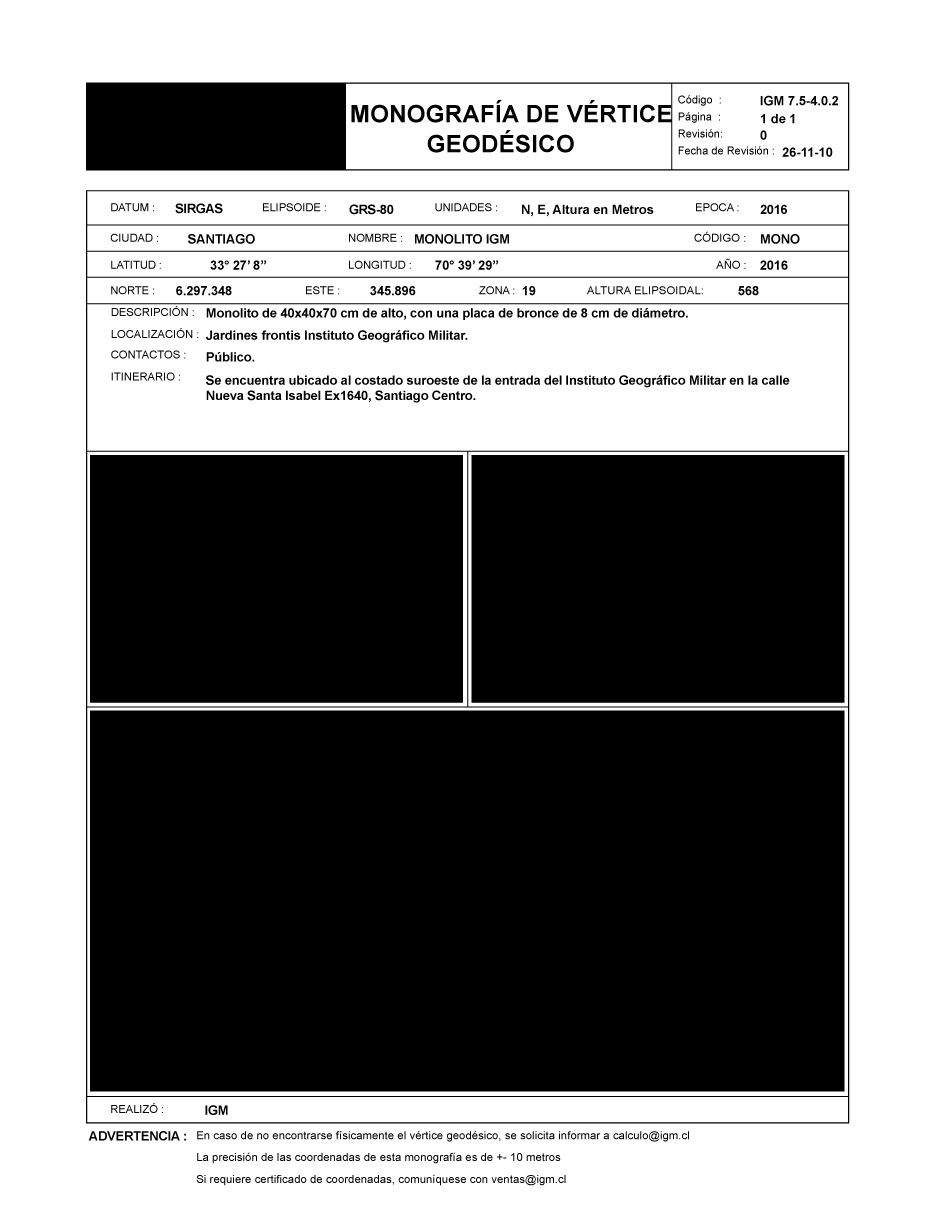 MONOGRAFÍA DE VÉRTICE
GEODÉSICO
Código : IGM 7.5-4.0.2
Página : 1 de 1
Revisión: 0
Fecha de Revisión : 26-11-10
DATUM : SIRGAS ELIPSOIDE : GRS-80 UNIDADES : N, E, Altura en Metros EPOCA : 2016
CIUDAD : SANTIAGO NOMBRE : MONOLITO IGM CÓDIGO : MONO
LATITUD : 33° 27’ 8” LONGITUD : 70° 39’ 29” AÑO : 2016
NORTE : 6.297.348 ESTE : 345.896 ZONA : 19 ALTURA ELIPSOIDAL: 568
DESCRIPCIÓN : Monolito de 40x40x70 cm de alto, con una placa de bronce de 8 cm de diámetro.
LOCALIZACIÓN : Jardines frontis Instituto Geográfico Militar.
CONTACTOS : Público.
ITINERARIO : Se encuentra ubicado al costado suroeste de la entrada del Instituto Geográfico Militar en la calle
Nueva Santa Isabel Ex1640, Santiago Centro.
REALIZÓ : IGM
ADVERTENCIA : En caso de no encontrarse físicamente el vértice geodésico, se solicita informar a calculo@igm.cl
La precisión de las coordenadas de esta monografía es de +- 10 metros
Si requiere certificado de coordenadas, comuníquese con ventas@igm.cl